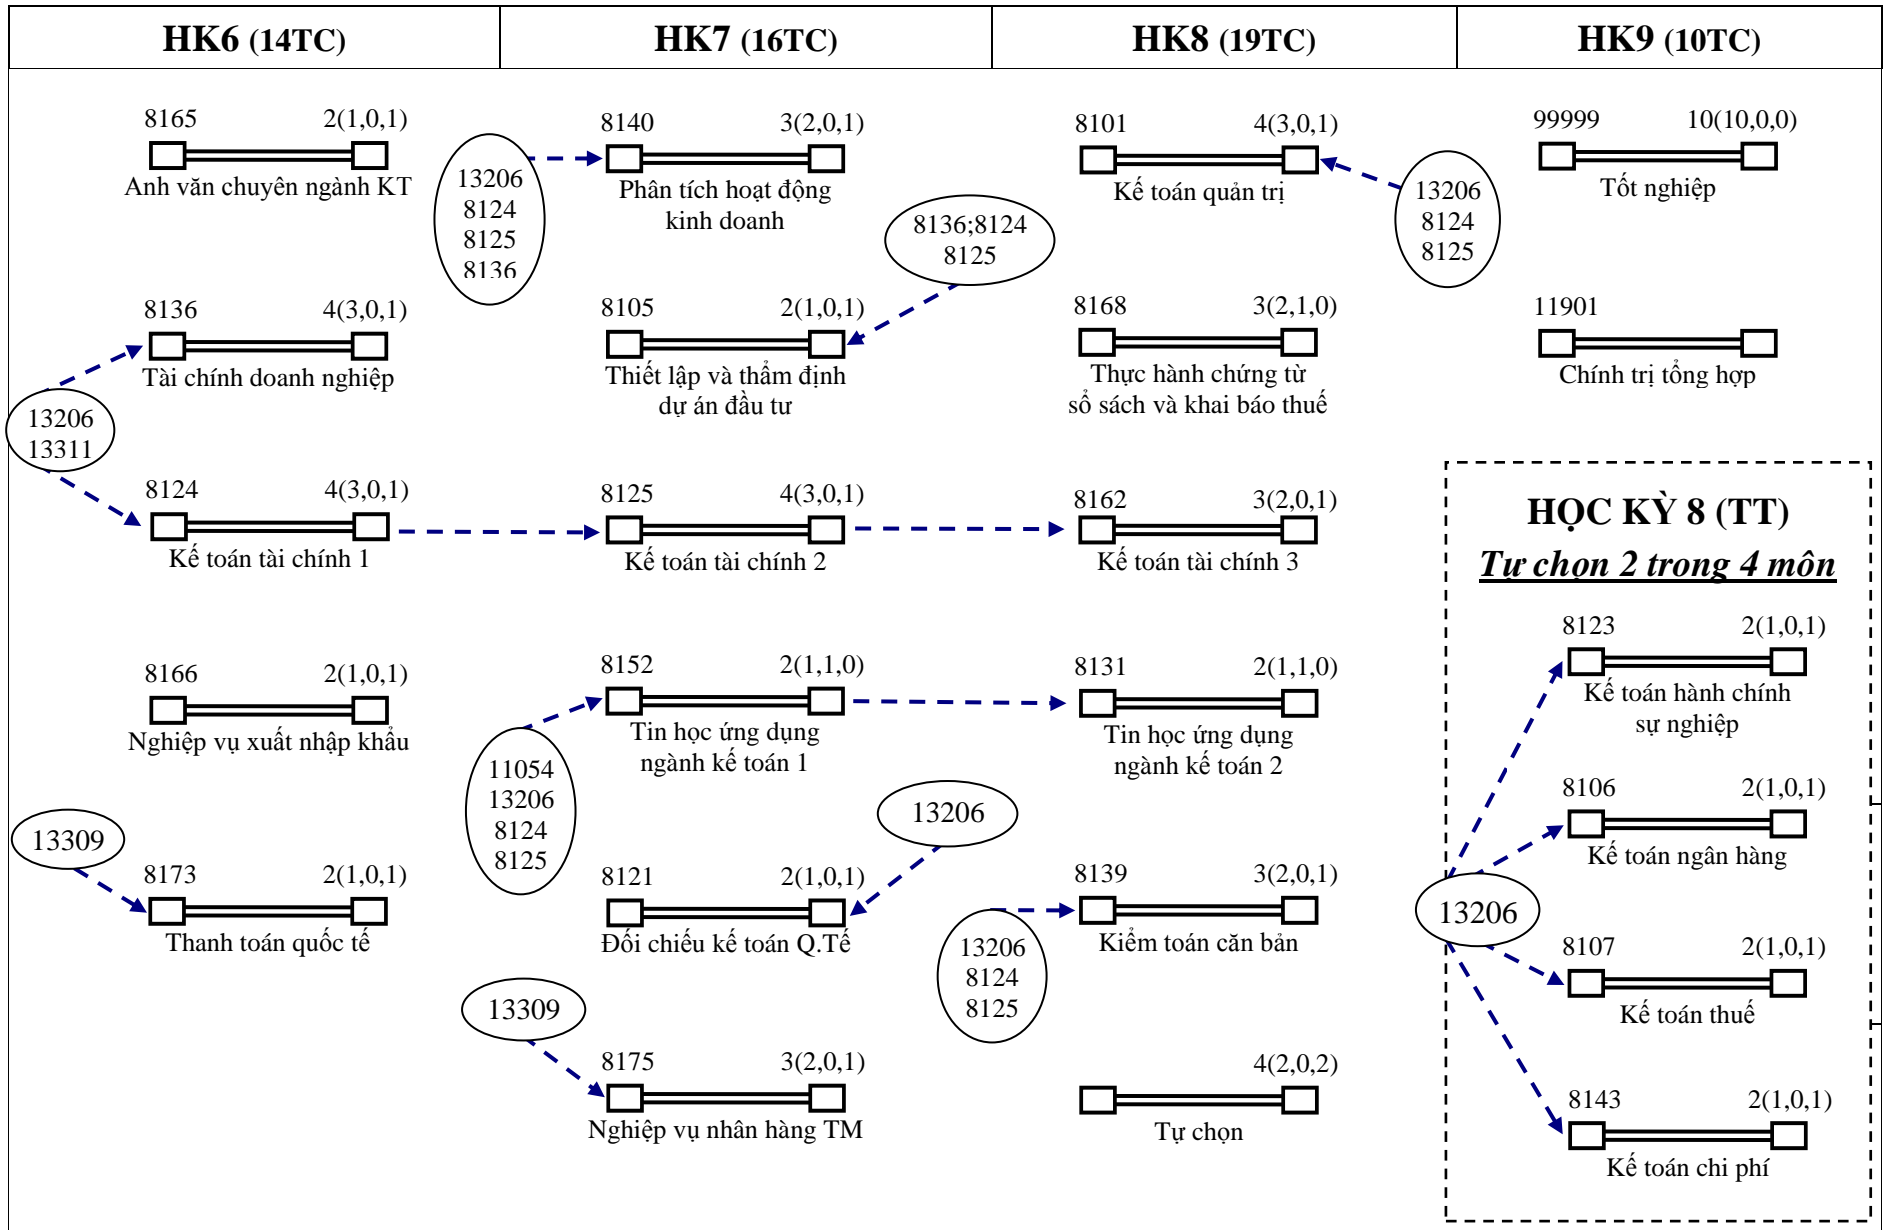 HK6 (14TC)
HK7 (16TC)
HK8 (19TC)
HK9 (10TC)
8165 2(1,0,1)
Anh văn chuyên ngành KT
8136 4(3,0,1)
Tài chính doanh nghiệp
13206
13311
8124 4(3,0,1)
Kế toán tài chính 1
8166 2(1,0,1)
Nghiệp vụ xuất nhập khẩu
13309
8173 2(1,0,1)
Thanh toán quốc tế
13206
8124
8125
8136
8140 3(2,0,1)
Phân tích hoạt động
kinh doanh
8136;8124
8125
8105 2(1,0,1)
Thiết lập và thẩm định
dự án đầu tư
8125 4(3,0,1)
Kế toán tài chính 2
8152 2(1,1,0)
Tin học ứng dụng
ngành kế toán 1
11054
13206
8124
8125
13206
8121 2(1,0,1)
Đối chiếu kế toán Q.Tế
13309
8175 3(2,0,1)
Nghiệp vụ nhân hàng TM
8101 4(3,0,1)
Kế toán quản trị
13206
8124
8125
8168 3(2,1,0)
Thực hành chứng từ
sổ sách và khai báo thuế
8162 3(2,0,1)
Kế toán tài chính 3
8131 2(1,1,0)
Tin học ứng dụng
ngành kế toán 2
8139 3(2,0,1)
Kiểm toán căn bản
13206
8124
8125
4(2,0,2)
Tự chọn
99999 10(10,0,0)
Tốt nghiệp
11901
Chính trị tổng hợp
HỌC KỲ 8 (TT)
Tự chọn 2 trong 4 môn
8123 2(1,0,1)
Kế toán hành chính
sự nghiệp
8106 2(1,0,1)
Kế toán ngân hàng
13206
8107 2(1,0,1)
Kế toán thuế
8143 2(1,0,1)
Kế toán chi phí